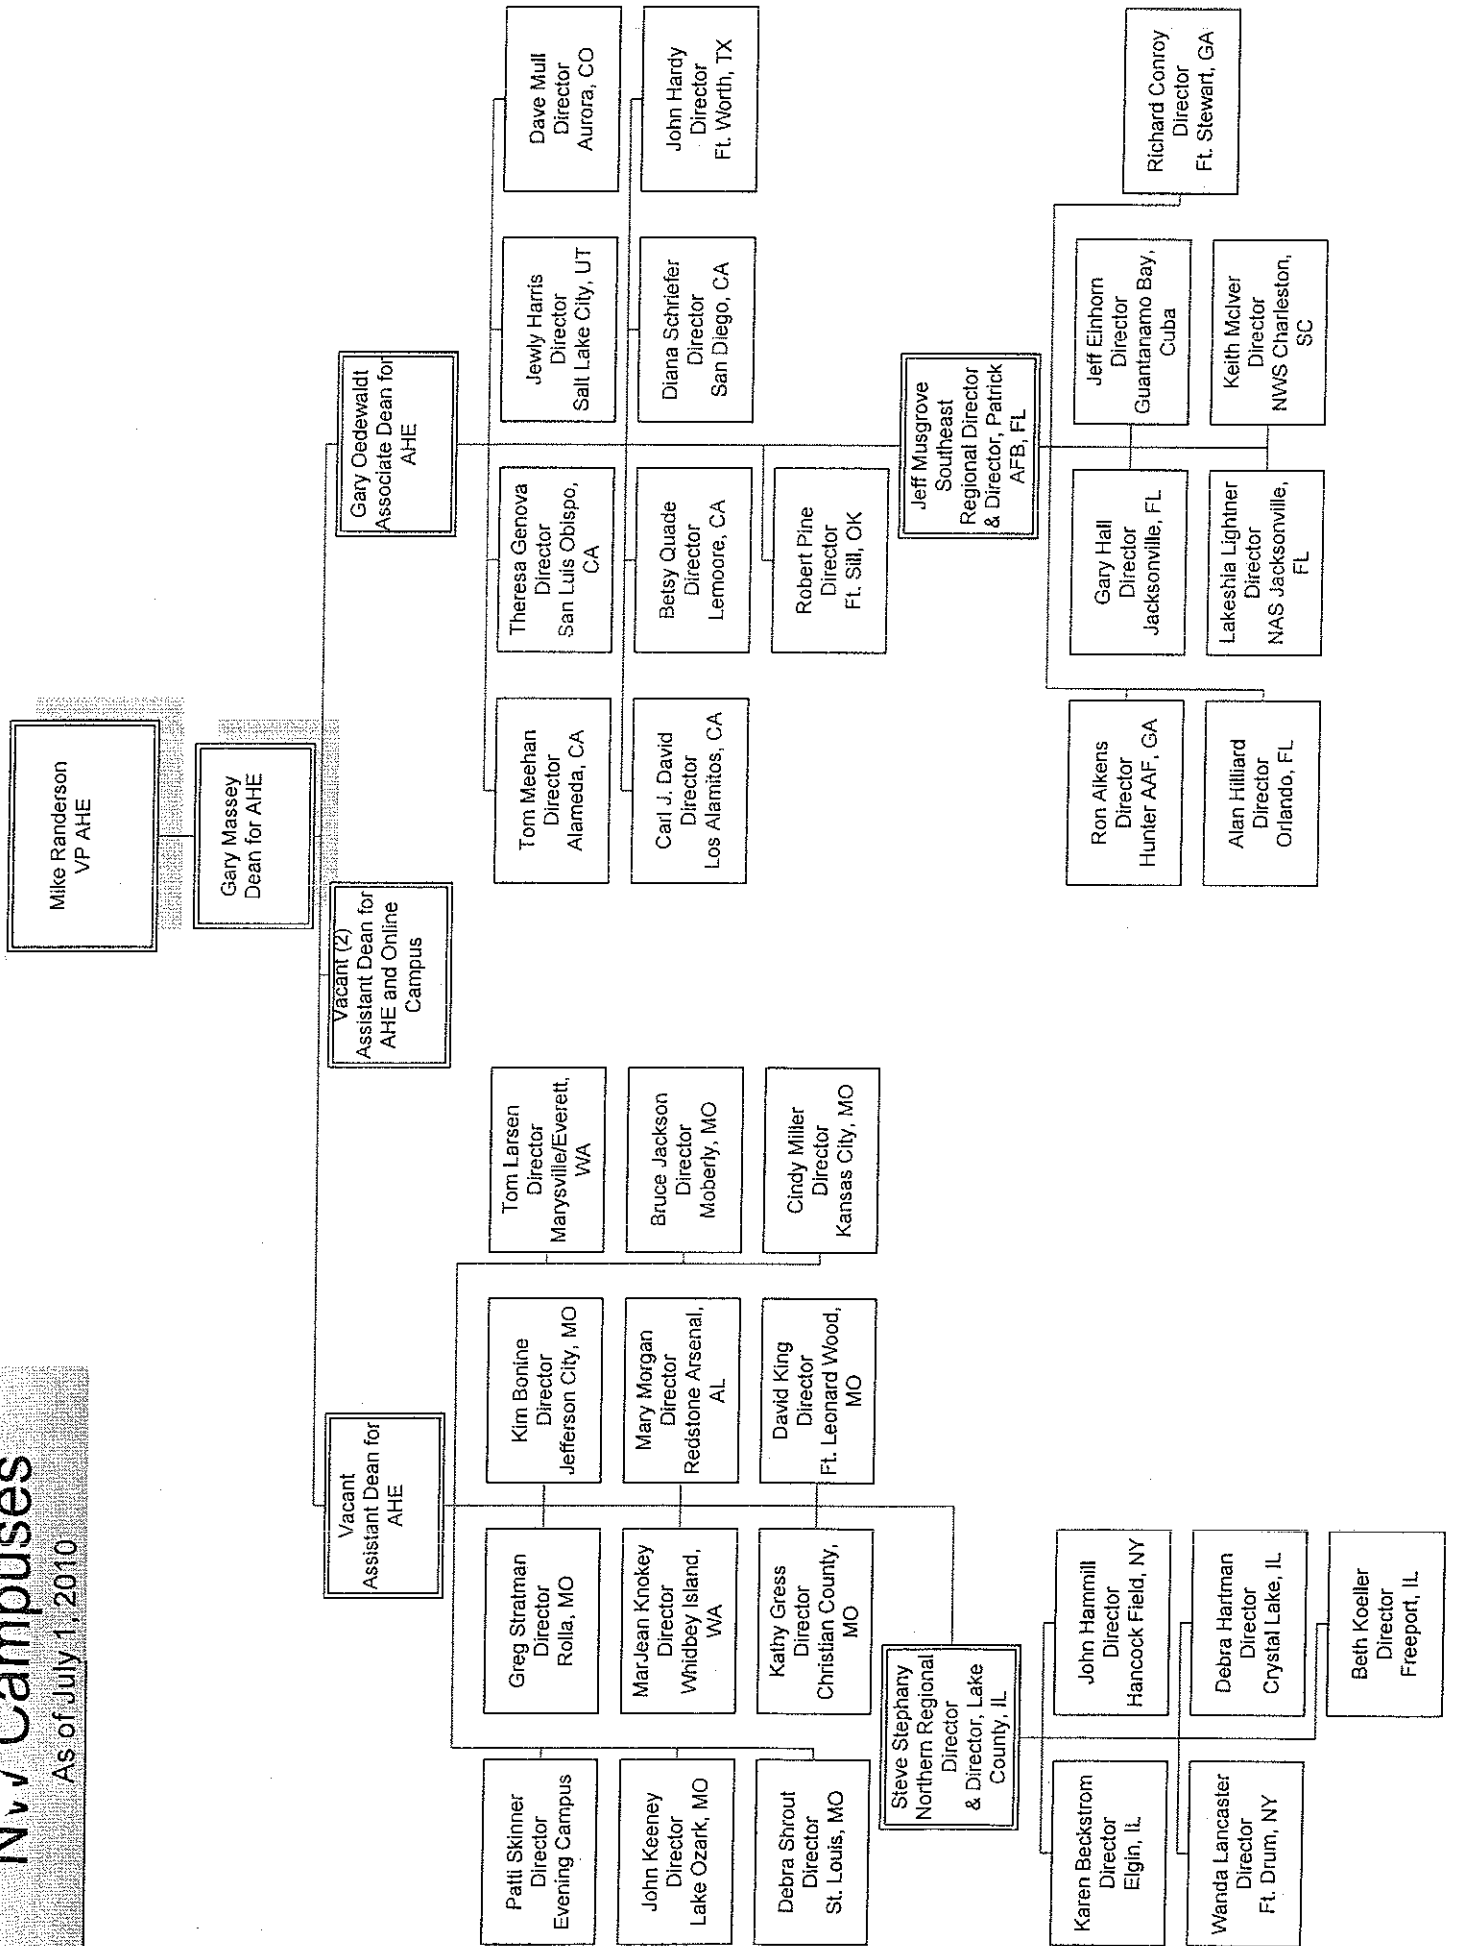 Campuses
As of July 1, 2010
Mike Randerson
VP AHE
Gary Massey
Dean for AHE
Vacant
Assistant Dean for
AHE
Vacant (2)
Assistant Dean for
AHE and Online
Campus
Gary Oedewaldt
Associate Dean for
AHE
Patti Skinner
Director
Evening Campus
Greg Stratman
Director
Rolla, MO
Kim Bonine
Director
Jefferson City, MO
Tom Larsen
Director
Marysville/Everett,
WA
John Keeney
Director
Lake Ozark, MO
MarJean Knokey
Director
Whidbey Island,
WA
Mary Morgan
Director
Redstone Arsenal,
AL
Bruce Jackson
Director
Moberly, MO
Debra Shrout
Director
St. Louis, MO
Kathy Gress
Director
Christian County,
MO
David King
Director
Ft. Leonard Wood,
MO
Cindy Miller
Director
Kansas City, MO
Steve Stephany
Northern Regional
Director
& Director, Lake
County, IL
Karen Beckstrom
Director
Elgin, IL
John Hammill
Director
Hancock Field, NY
Wanda Lancaster
Director
Ft. Drum, NY
Debra Hartman
Director
Crystal Lake, IL
Beth Koeller
Director
Freeport, IL
Tom Meehan
Director
Alameda, CA
Theresa Genova
Director
San Luis Obispo,
CA
Jewly Harris
Director
Salt Lake City, UT
Dave Mull
Director
Aurora, CO
Carl J. David
Director
Los Alamitos, CA
Betsy Quade
Director
Lemoore, CA
Diana Schriefer
Director
San Diego, CA
John Hardy
Director
Ft. Worth, TX
Robert Pine
Director
Ft. Sill, OK
Jeff Musgrove
Southeast
Regional Director
& Director, Patrick
AFB, FL
Ron Aikens
Director
Hunter AAF, GA
Gary Hall
Director
Jacksonville, FL
Jeff Einhorn
Director
Guantanamo Bay,
Cuba
Richard Conroy
Director
Ft. Stewart, GA
Alan Hilliard
Director
Orlando, FL
Lakeshia Lightner
Director
NAS Jacksonville,
FL
Keith McIver
Director
NWS Charleston,
SC